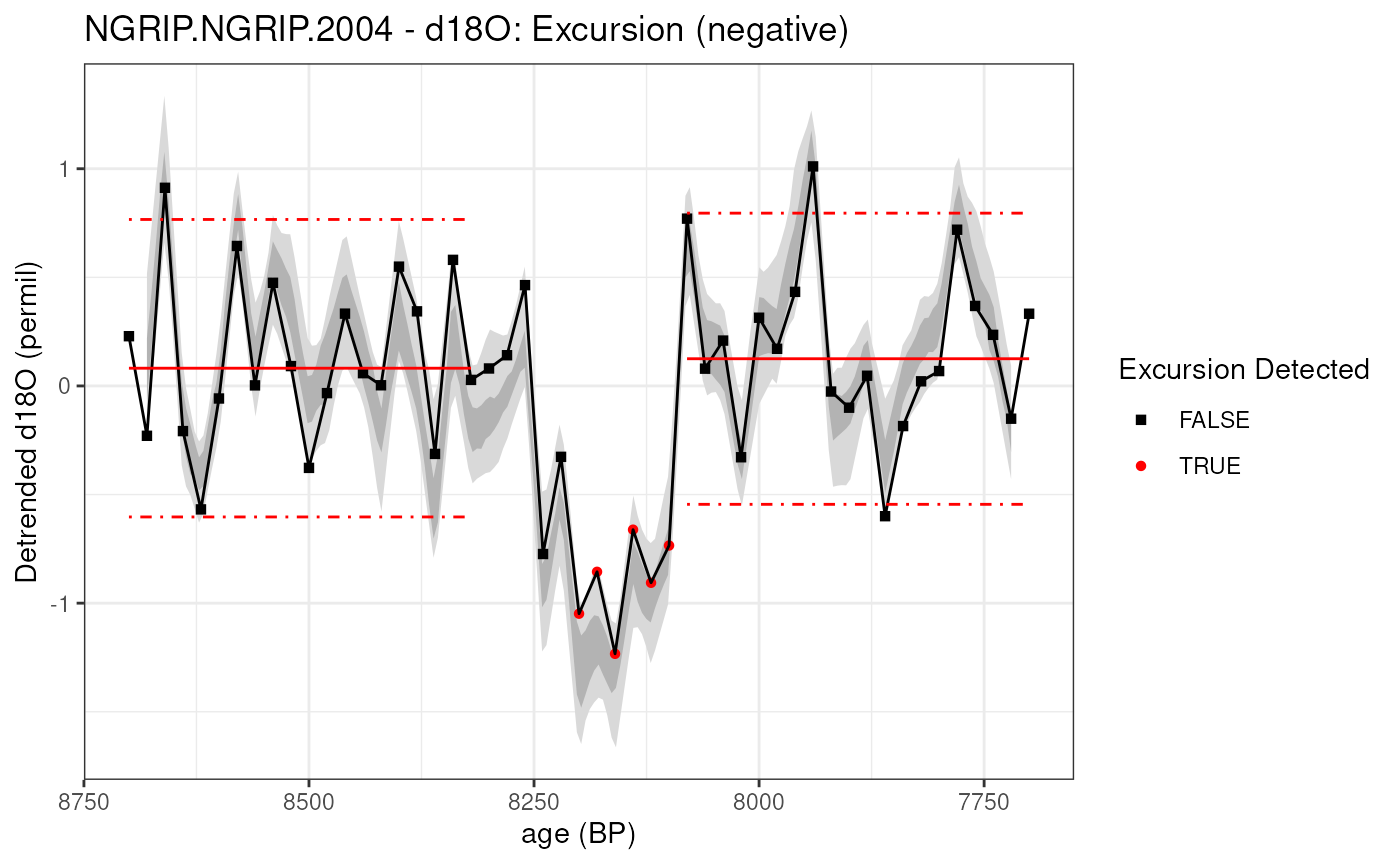 NGRIP.NGRIP.2004 - d18O: Excursion (negative)
Detrended d18O (permil)
1
0
-1
8750
8500
8250
8000
7750
age (BP)
Excursion Detected
FALSE
TRUE